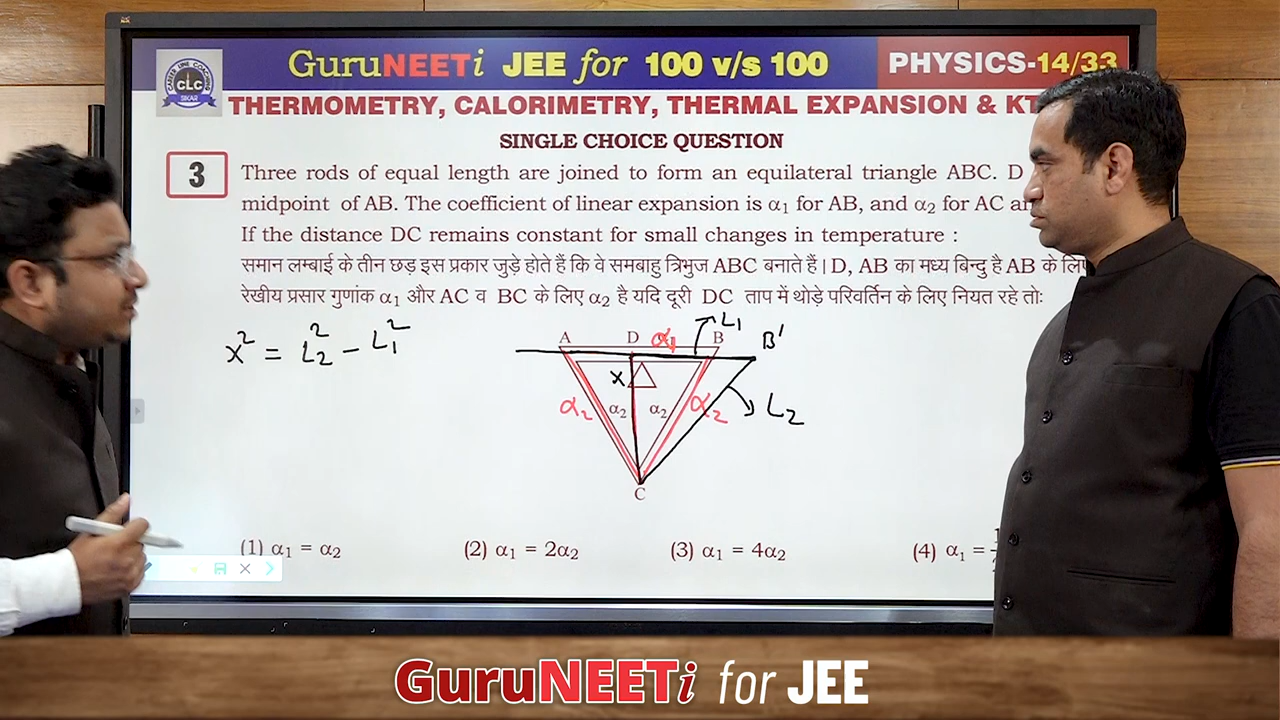 GuruNEETi JEE for 100 v/s 100
PHYSICS-14/33
CLC
SIKAR
THERMOMETRY, CALORIMETRY, THERMAL EXPANSION & KT
SINGLE CHOICE QUESTION
3
Three rods of equal length are joined to form an equilateral triangle ABC. D
midpoint of AB. The coefficient of linear expansion is α₁ for AB, and α₂ for AC
If the distance DC remains constant for small changes in temperature :
समान लम्बाई के तीन छड़ इस प्रकार जुड़े होते हैं कि वे समबाहु त्रिभुज ABC बनाते हैं। D, AB का मध्य बिन्दु है AB के
रेखीय प्रसार गुणांक α₁ और AC व BC के लिए α₂ है यदि दूरी DC ताप में थोड़े परिवर्तिन के लिए नियत रहे तोः
x² = L₂² – L₁²
A D α₁ B L₁ B'
x
α₂ α₂ α₂ α₂ L₂
C
(1) α₁ = α₂ (2) α₁ = 2α₂ (3) α₁ = 4α₂ (4) α₁ =
GuruNEETi for JEE